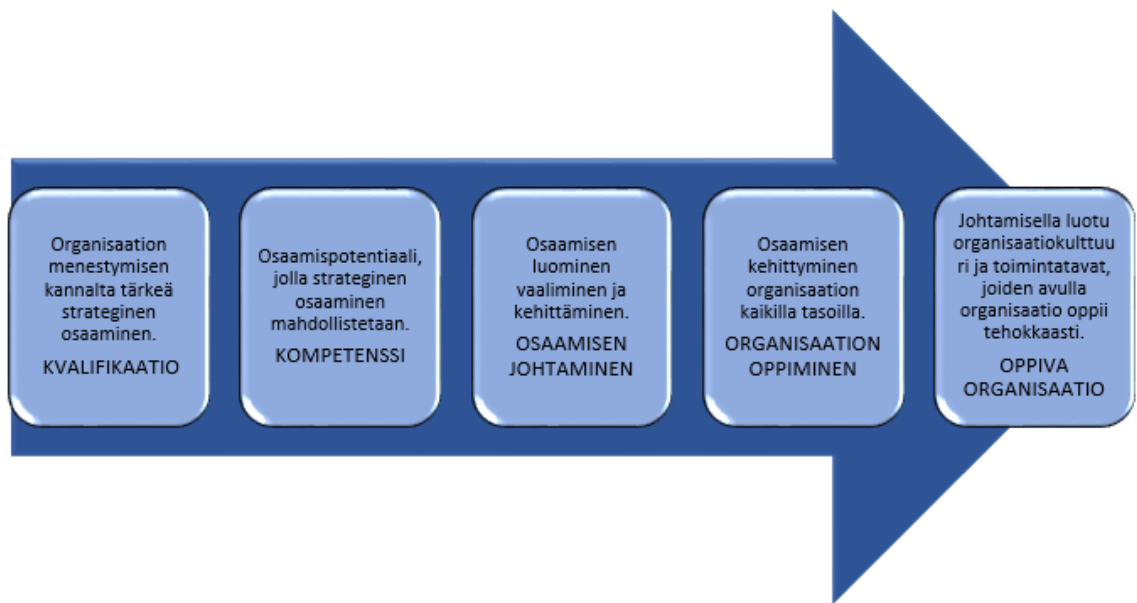 Organisaation
menestymisen
kannalta tärkeä
strateginen
osaaminen.
KVALIFIKAATIO
Osaamispotentiaali,
jolla strateginen
osaaminen
mahdollistetaan.
KOMPETENSSI
Osaamisen
luominen
vaaliminen ja
kehittäminen.
OSAAMISEN
JOHTAMINEN
Osaamisen
kehittyminen
organisaation
kaikilla tasoilla.
ORGANISAATION
OPPIMINEN
Johtamisella luotu
organisaatiokulttuu
ri ja toimintatavat,
joiden avulla
organisaatio oppii
tehokkaasti.
OPPIVA
ORGANISAATIO